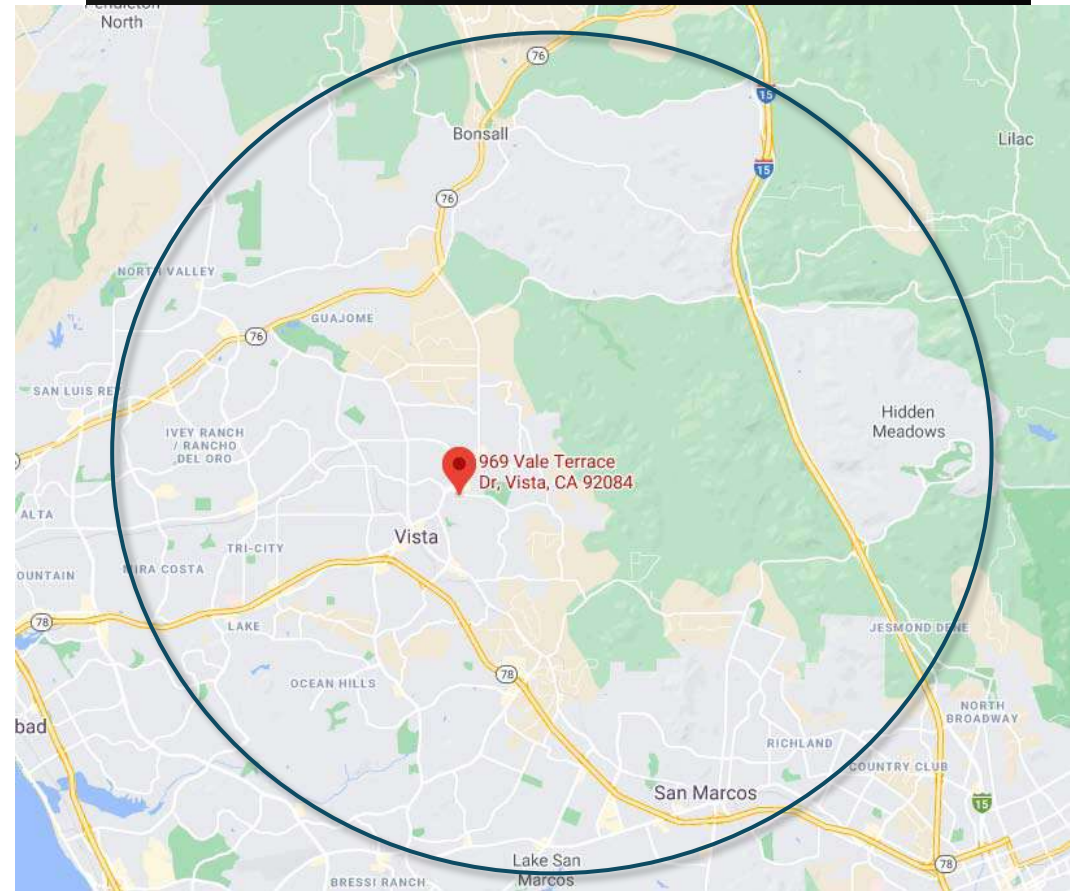 North
76
15
Bonsall
Lilac
15
76
NORTH VALLEY
GUAJOME
76
SAN LUIS REY
Hidden
Meadows
IVEY RANCH
/ RANCHO
DEL ORO
969 Vale Terrace
Dr, Vista, CA 92084
ALTA
Vista
TRI-CITY
MIRA COSTA
OUNTAIN
78
LAKE
JESMOND DENE
78
OCEAN HILLS
NORTH
BROADWAY
bad
RICHLAND
COUNTRY CLUB
San Marcos
15
Lake San
Marcos
78
BRESSI RANCH